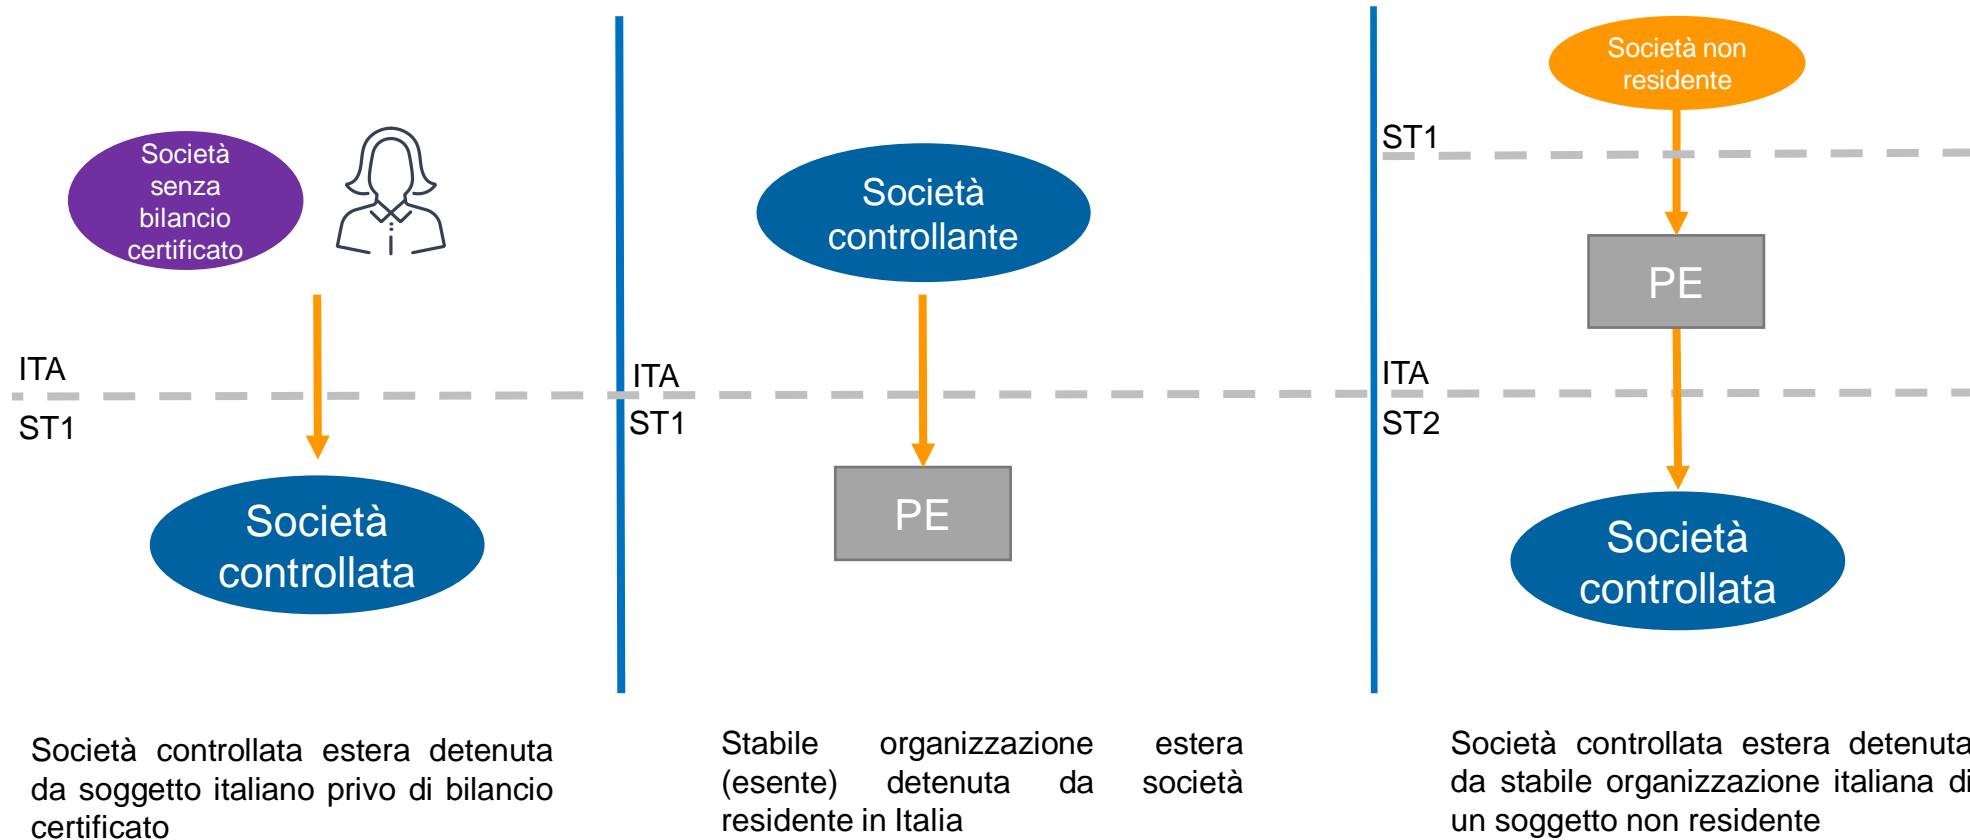 Società
senza
bilancio
certificato
ITA
ST1
Società
controllata
Società controllata estera detenuta
da soggetto italiano privo di bilancio
certificato
Società
controllante
ITA
ST1
PE
Stabile organizzazione estera
(esente) detenuta da società
residente in Italia
Società non
residente
ST1
PE
ITA
ST2
Società
controllata
Società controllata estera detenuta
da stabile organizzazione italiana di
un soggetto non residente